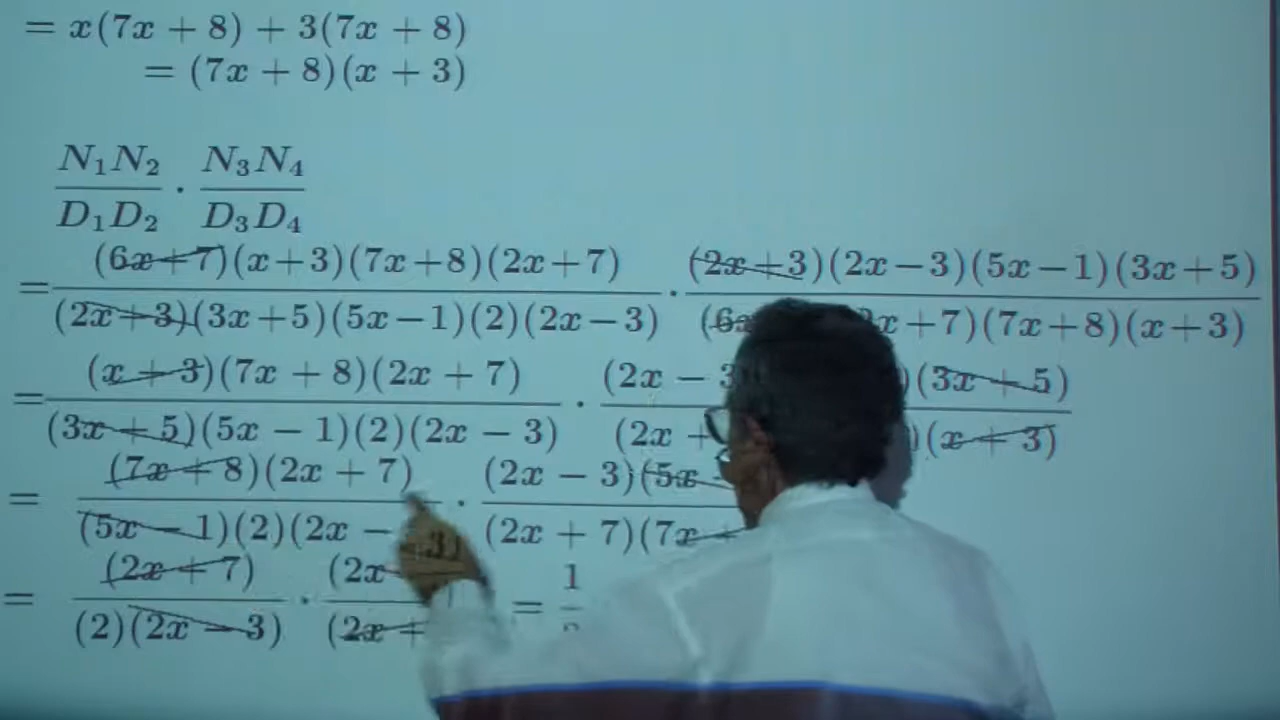 = x(7x + 8) + 3(7x + 8)
= (7x + 8)(x + 3)
N₁N₂ / D₁D₂ · N₃N₄ / D₃D₄
= (6x+7)(x+3)(7x+8)(2x+7) / (2x+3)(3x+5)(5x−1)(2)(2x−3) · (2x+3)(2x−3)(5x−1)(3x+5) / (6x x+7)(7x+8)(x+3)
= (x + 3)(7x + 8)(2x + 7) / (3x + 5)(5x − 1)(2)(2x − 3) · (2x − 3 )(3x − 5) / (2x + )(x + 3)
= (7x + 8)(2x + 7) / (5x − 1)(2)(2x − 3) · (2x − 3)(5x − / (2x + 7)(7x +
= (2x + 7) / (2)(2x − 3) · (2x − / (2x + = 1